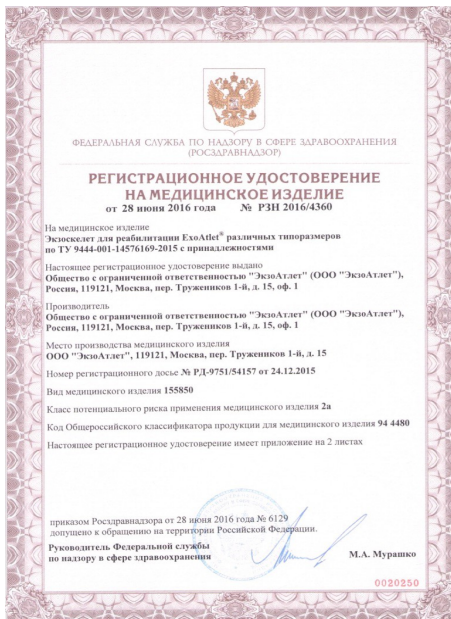 ФЕДЕРАЛЬНАЯ СЛУЖБА ПО НАДЗОРУ В СФЕРЕ ЗДРАВООХРАНЕНИЯ
(РОСЗДРАВНАДЗОР)
РЕГИСТРАЦИОННОЕ УДОСТОВЕРЕНИЕ
НА МЕДИЦИНСКОЕ ИЗДЕЛИЕ
от 28 июня 2016 года № РЗН 2016/4360
На медицинское изделие
Экзоскелет для реабилитации ExoAtlet® различных типоразмеров
по ТУ 9444-001-14576169-2015 с принадлежностями
Настоящее регистрационное удостоверение выдано
Общество с ограниченной ответственностью "ЭкзоАтлет" (ООО "ЭкзоАтлет"),
Россия, 119121, Москва, пер. Тружеников 1-й, д. 15, оф. 1
Производитель
Общество с ограниченной ответственностью "ЭкзоАтлет" (ООО "ЭкзоАтлет"),
Россия, 119121, Москва, пер. Тружеников 1-й, д. 15, оф. 1
Место производства медицинского изделия
ООО "ЭкзоАтлет", 119121, Москва, пер. Тружеников 1-й, д. 15
Номер регистрационного досье № РД-9751/54157 от 24.12.2015
Вид медицинского изделия 155850
Класс потенциального риска применения медицинского изделия 2а
Код Общероссийского классификатора продукции для медицинского изделия 94 4480
Настоящее регистрационное удостоверение имеет приложение на 2 листах
приказом Росздравнадзора от 28 июня 2016 года № 6129
допущено к обращению на территории Российской Федерации.
Руководитель Федеральной службы
по надзору в сфере здравоохранения
М.А. Мурашко
0020250